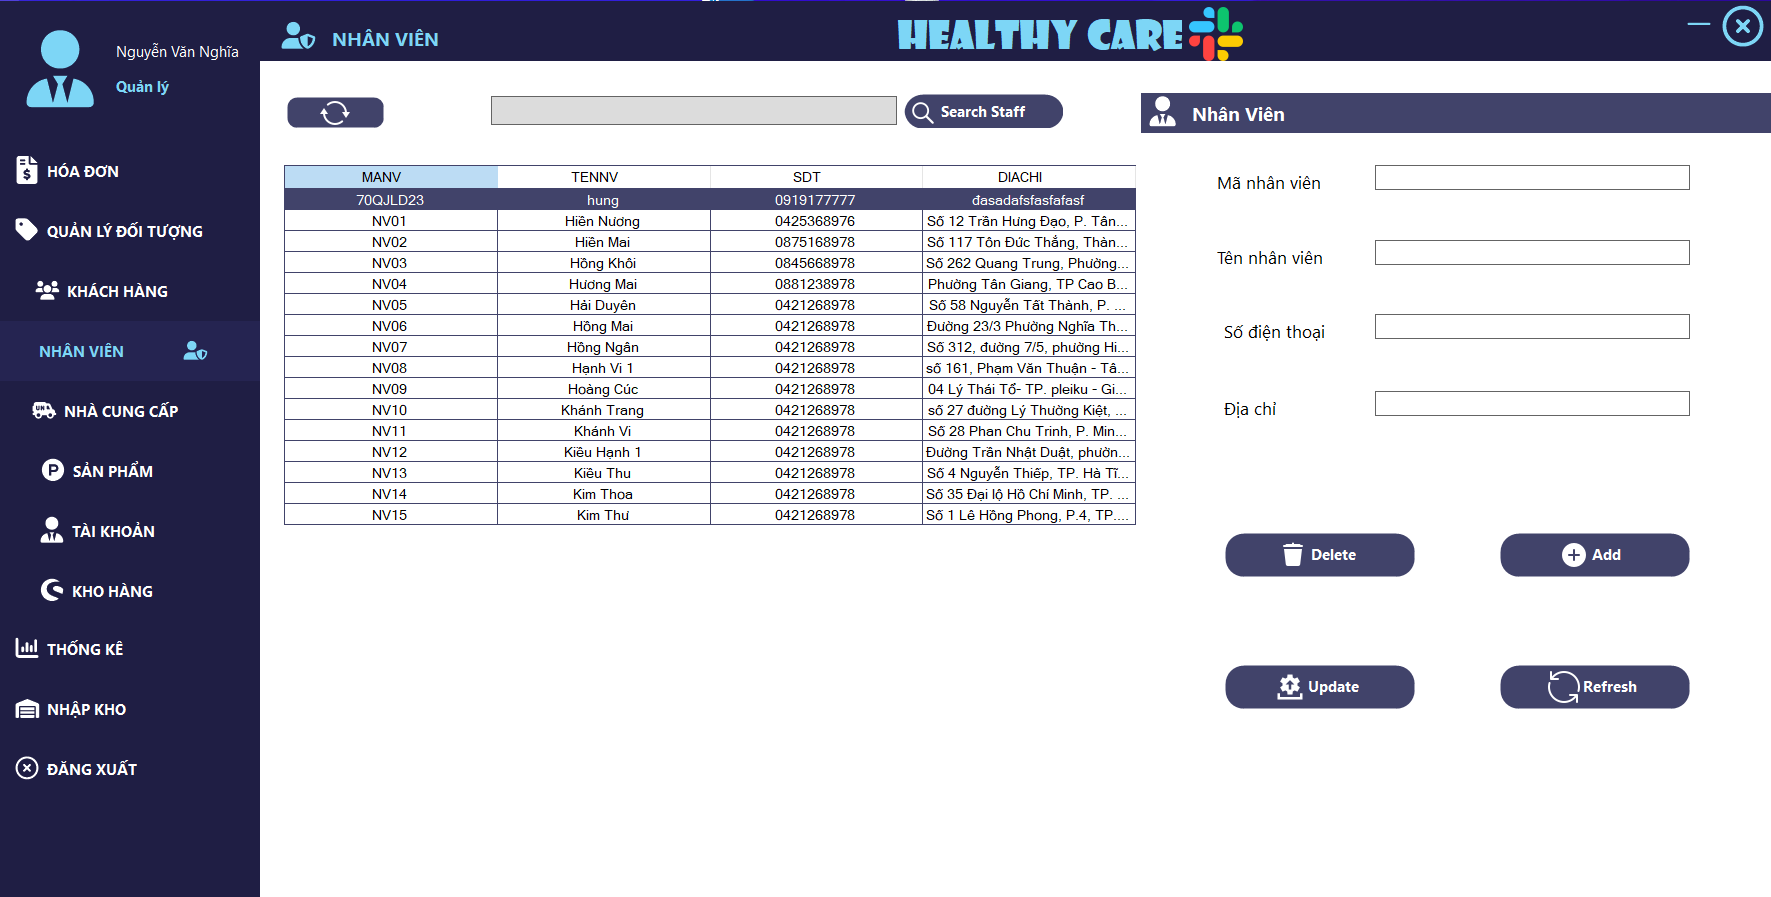 Nguyễn Văn Nghĩa
Quản lý
HÓA ĐƠN
QUẢN LÝ ĐỐI TƯỢNG
KHÁCH HÀNG
NHÂN VIÊN
NHÀ CUNG CẤP
SẢN PHẨM
TÀI KHOẢN
KHO HÀNG
THỐNG KÊ
NHẬP KHO
ĐĂNG XUẤT
NHÂN VIÊN
HEALTHY CARE
Search Staff
MANV TENNV SDT DIACHI
70QJLD23 hung 0919177777 đasadafsfasfafasf
NV01 Hiền Nương 0425368976 Số 12 Trần Hưng Đạo, P. Tân...
NV02 Hiền Mai 0875168978 Số 117 Tôn Đức Thắng, Thàn...
NV03 Hồng Khôi 0845668978 Số 262 Quang Trung, Phường...
NV04 Hương Mai 0881238978 Phường Tân Giang, TP Cao B...
NV05 Hải Duyên 0421268978 Số 58 Nguyễn Tất Thành, P. ...
NV06 Hồng Mai 0421268978 Đường 23/3 Phường Nghĩa Th...
NV07 Hồng Ngân 0421268978 Số 312, đường 7/5, phường Hi...
NV08 Hạnh Vi 1 0421268978 số 161, Phạm Văn Thuận - Tâ...
NV09 Hoàng Cúc 0421268978 04 Lý Thái Tổ- TP. pleiku - Gi...
NV10 Khánh Trang 0421268978 số 27 đường Lý Thường Kiệt, ...
NV11 Khánh Vi 0421268978 Số 28 Phan Chu Trinh, P. Min...
NV12 Kiều Hạnh 1 0421268978 Đường Trần Nhật Duật, phườn...
NV13 Kiều Thu 0421268978 Số 4 Nguyễn Thiếp, TP. Hà Tĩ...
NV14 Kim Thoa 0421268978 Số 35 Đại lộ Hồ Chí Minh, TP. ...
NV15 Kim Thư 0421268978 Số 1 Lê Hồng Phong, P.4, TP....
Nhân Viên
Mã nhân viên
Tên nhân viên
Số điện thoại
Địa chỉ
Delete
Add
Update
Refresh